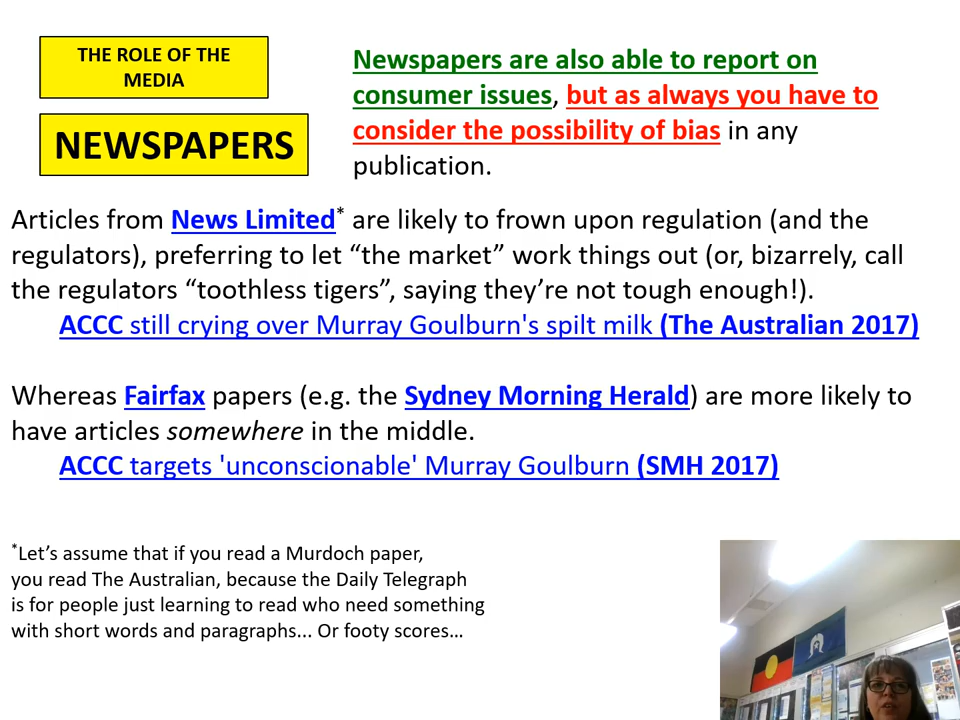 THE ROLE OF THE
MEDIA
NEWSPAPERS
Newspapers are also able to report on
consumer issues, but as always you have to
consider the possibility of bias in any
publication.
Articles from News Limited* are likely to frown upon regulation (and the
regulators), preferring to let “the market” work things out (or, bizarrely, call
the regulators “toothless tigers”, saying they’re not tough enough!).
ACCC still crying over Murray Goulburn's spilt milk (The Australian 2017)
Whereas Fairfax papers (e.g. the Sydney Morning Herald) are more likely to
have articles somewhere in the middle.
ACCC targets 'unconscionable' Murray Goulburn (SMH 2017)
*Let’s assume that if you read a Murdoch paper,
you read The Australian, because the Daily Telegraph
is for people just learning to read who need something
with short words and paragraphs... Or footy scores…